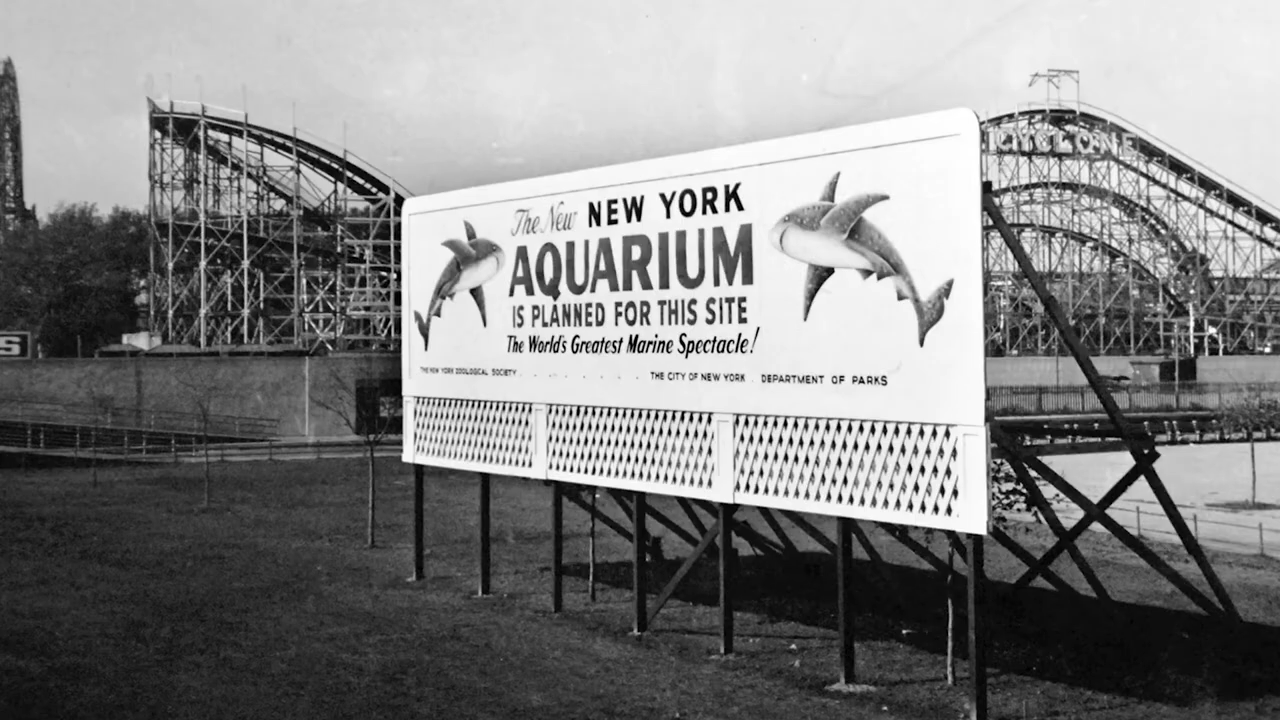 The New NEW YORK
AQUARIUM
IS PLANNED FOR THIS SITE
The World's Greatest Marine Spectacle!
THE NEW YORK ZOOLOGICAL SOCIETY . . . . . . THE CITY OF NEW YORK . DEPARTMENT OF PARKS
CYCLONE
S